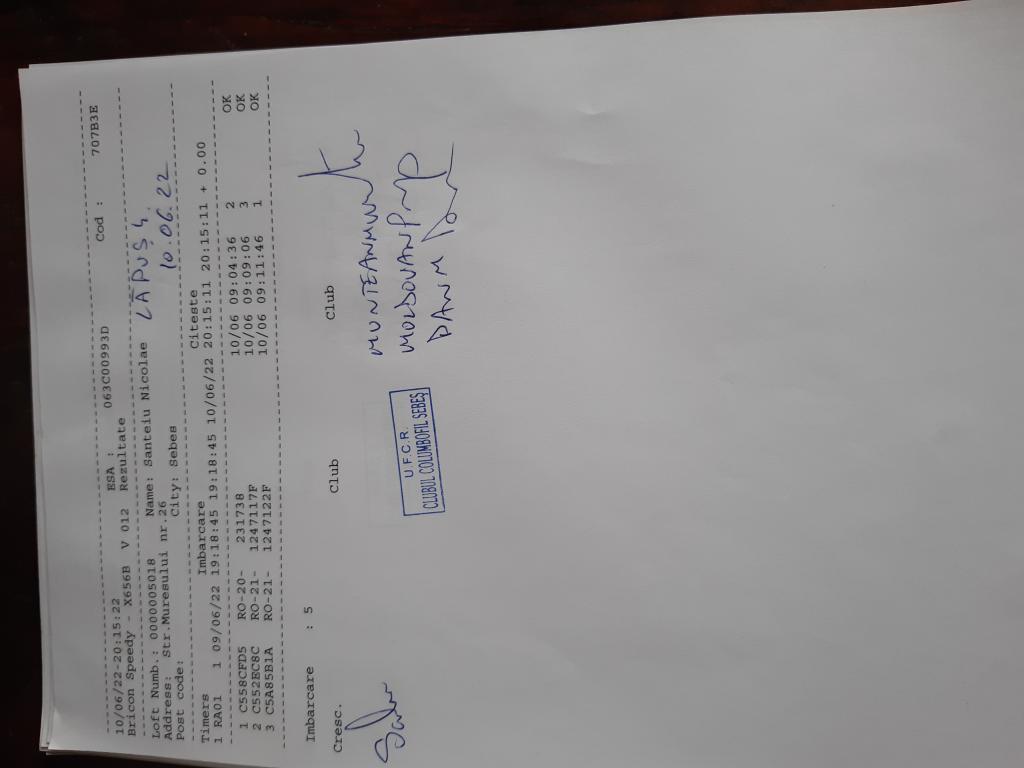 10/06/22-20:15:22 ESA : 063C00993D Cod : 707B3E
Bricon Speedy - X656B V 012 Rezultate
Loft Numb.: 0000005018 Name: Santeiu Nicolae LĂPUȘ 4
Address: Str.Muresului nr.26 10.06.22
Post code: City: Sebes
Timers Imbarcare Citeste
1 RA01 1 09/06/22 19:18:45 19:18:45 10/06/22 20:15:11 20:15:11 + 0.00
1 C558CFD5 RO-20- 231738 10/06 09:04:36 2 OK
2 C552EC8C RO-21- 1247117F 10/06 09:09:06 3 OK
3 C5A85B1A RO-21- 1247122F 10/06 09:11:46 1 OK
Imbarcare : 5
Cresc. Club Club
MUNTEAN
MOLDOVAN P
DAN M
U.F.C.R.
CLUBUL COLUMBOFIL SEBEȘ